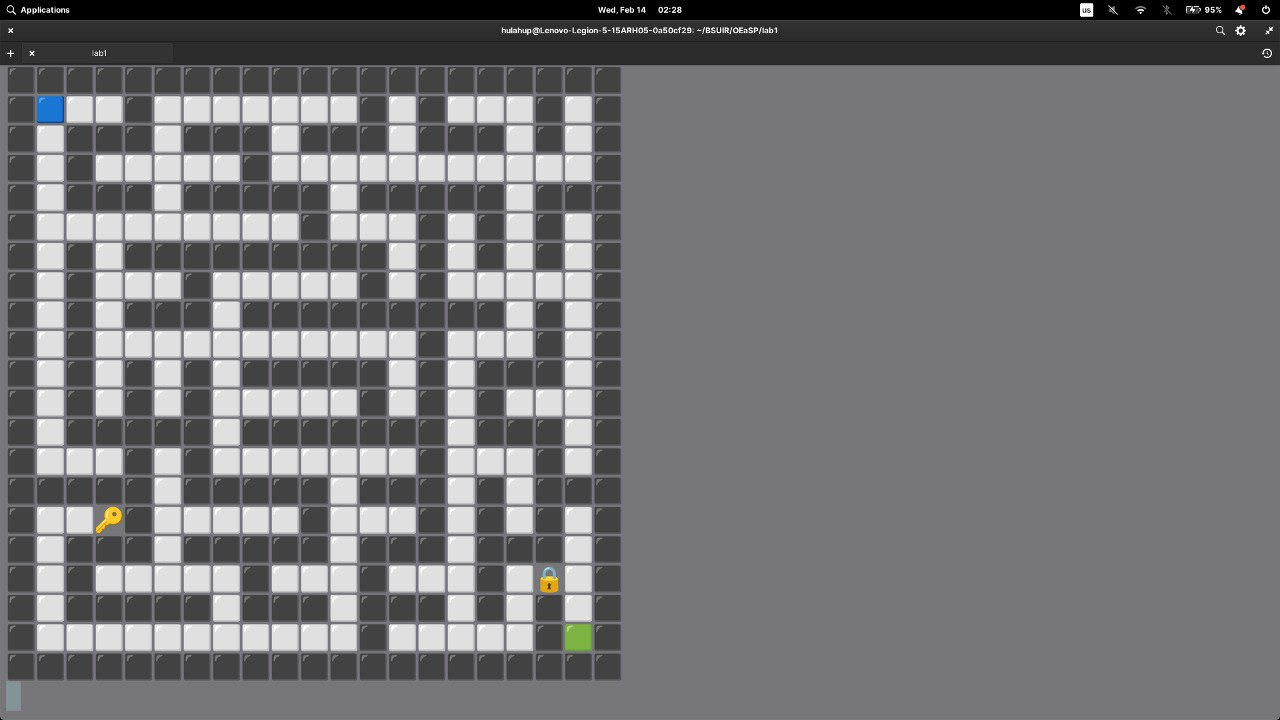 Applications
Wed, Feb 14 02:28
us
95%
hulahup@Lenovo-Legion-5-15ARH05-0a50cf29: ~/BSUIR/OEaSP/lab1
lab1